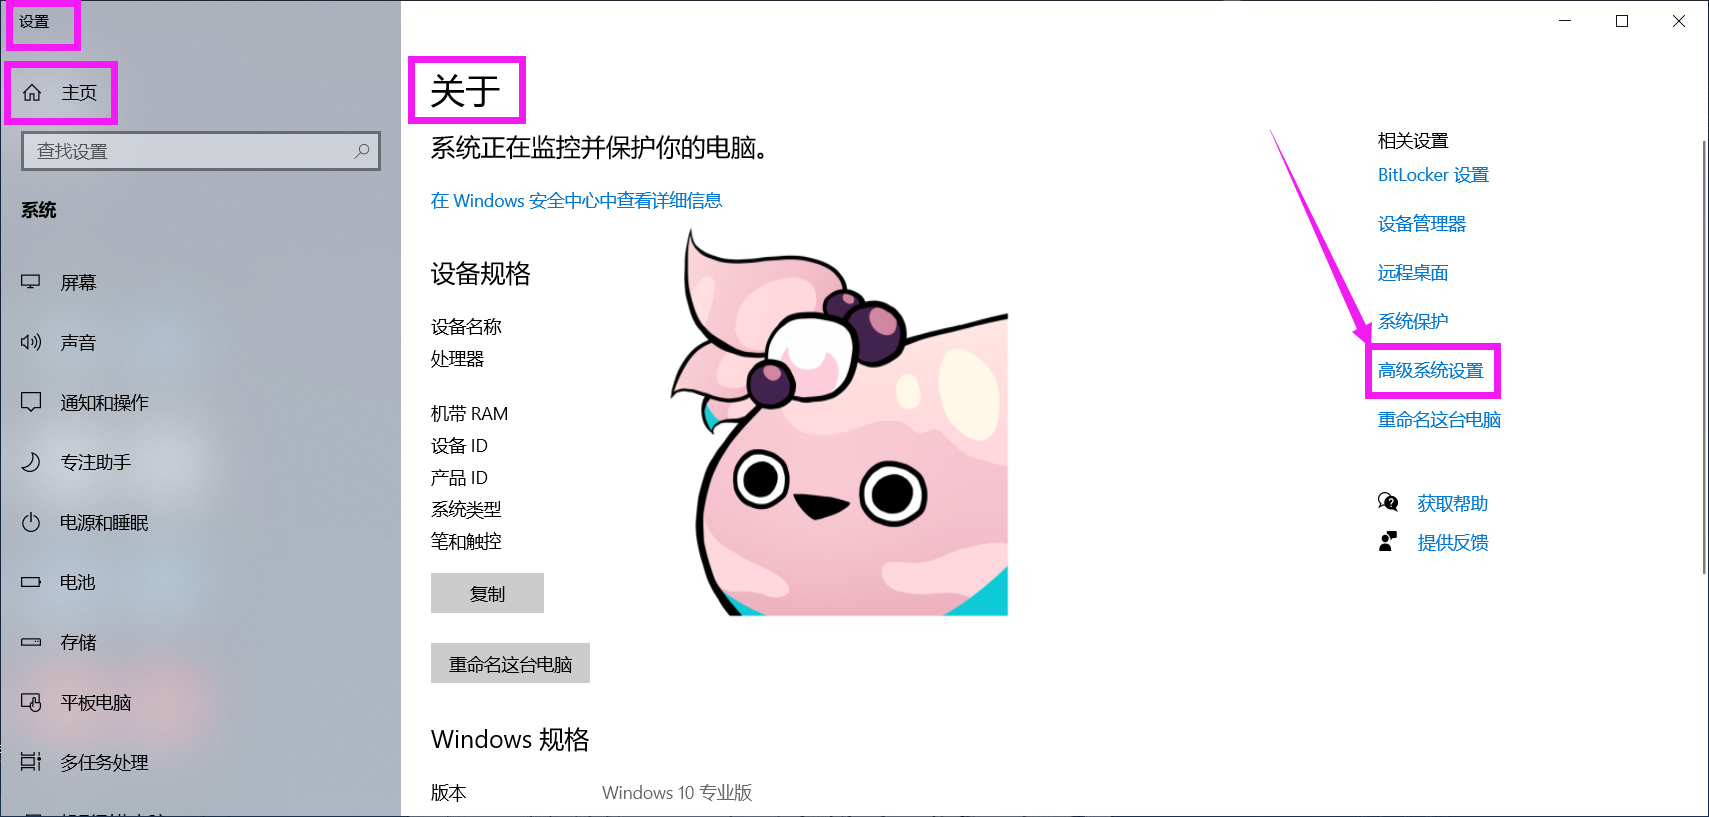 设置
主页
查找设置
系统
屏幕
声音
通知和操作
专注助手
电源和睡眠
电池
存储
平板电脑
多任务处理
关于
系统正在监控并保护你的电脑。
在 Windows 安全中心中查看详细信息
设备规格
设备名称
处理器
机带 RAM
设备 ID
产品 ID
系统类型
笔和触控
复制
重命名这台电脑
Windows 规格
版本 Windows 10 专业版
相关设置
BitLocker 设置
设备管理器
远程桌面
系统保护
高级系统设置
重命名这台电脑
获取帮助
提供反馈